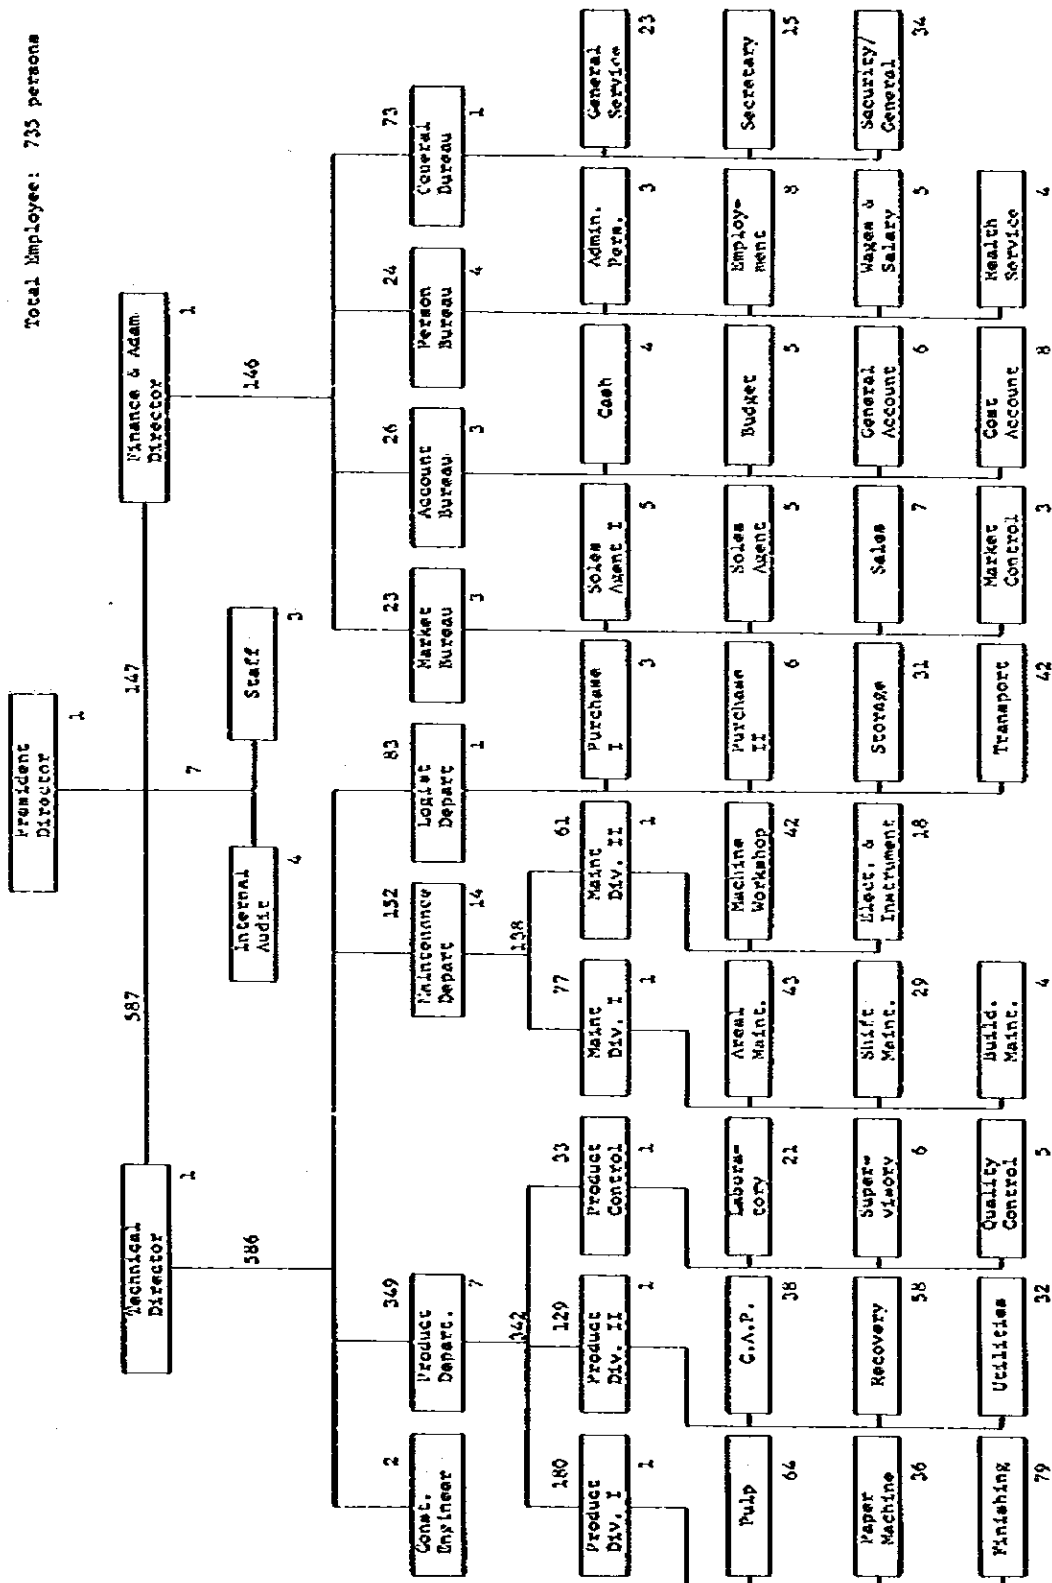 Total Employee: 735 persons
President
Director
1
587
147
Technical
Director
1
Finance & Adam
Director
1
7
Internal
Audit
4
Staff
3
586
146
Const.
Engineer
2
Product
Depart.
349
7
Maintenance
Depart
152
14
Logist
Depart
83
1
Market
Bureau
23
3
Account
Bureau
26
3
Person
Bureau
24
4
General
Bureau
73
1
342
138
Product
Div. I
180
1
Product
Div. II
129
1
Product
Control
33
1
Maint
Div. I
77
1
Maint
Div. II
61
1
Purchase
I
3
Soles
Agent I
5
Cash
4
Admin.
Pers.
3
General
Service
23
Pulp
64
C.A.P.
38
Labora-
tory
21
Areal
Maint.
43
Machine
Workshop
42
Purchase
II
6
Soles
Agent
5
Budget
5
Employ-
ment
8
Secretary
15
Paper
Machine
36
Recovery
58
Super-
visory
6
Shift
Maint.
29
Elect. &
Instrument
18
Storage
31
Sales
7
General
Account
6
Wages &
Salary
5
Security/
General
34
Finishing
79
Utilities
32
Quality
Control
5
Build.
Maint.
4
Transport
42
Market
Control
3
Cost
Account
8
Health
Service
4